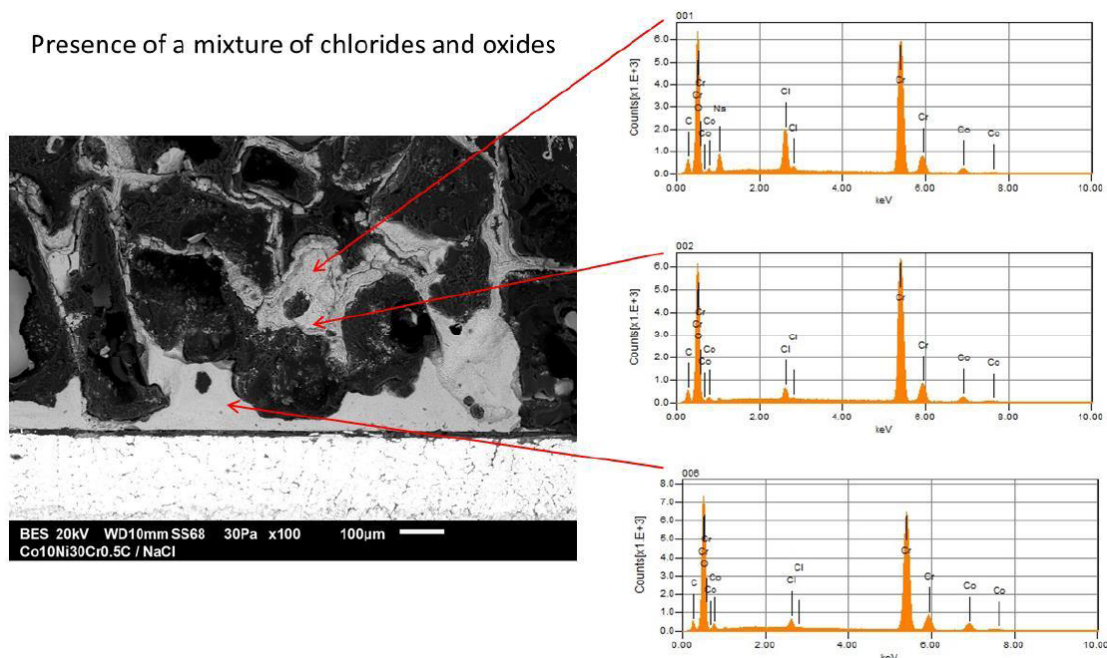 Presence of a mixture of chlorides and oxides
001
Counts[x1.E+3]
6.0
5.0
4.0
3.0
2.0
1.0
0.0
C
Cr
Cr
O
Co
Co
Na
Cl
Cl
Cr
Cr
Co
Co
0.00 2.00 4.00 6.00 8.00 10.00
keV
002
Counts[x1.E+3]
6.0
5.0
4.0
3.0
2.0
1.0
0.0
C
Cr
Cr
O
Co
Co
Cl
Cl
Cr
Cr
Co
Co
0.00 2.00 4.00 6.00 8.00 10.00
keV
006
Counts[x1.E+3]
8.0
7.0
6.0
5.0
4.0
3.0
2.0
1.0
0.0
C
Cr
Cr
O
Co
Co
Cl
Cl
Cr
Cr
Co
Co
0.00 2.00 4.00 6.00 8.00 10.00
keV
BES 20kV WD10mm SS68 30Pa x100 100µm
Co10Ni30Cr0.5C / NaCl